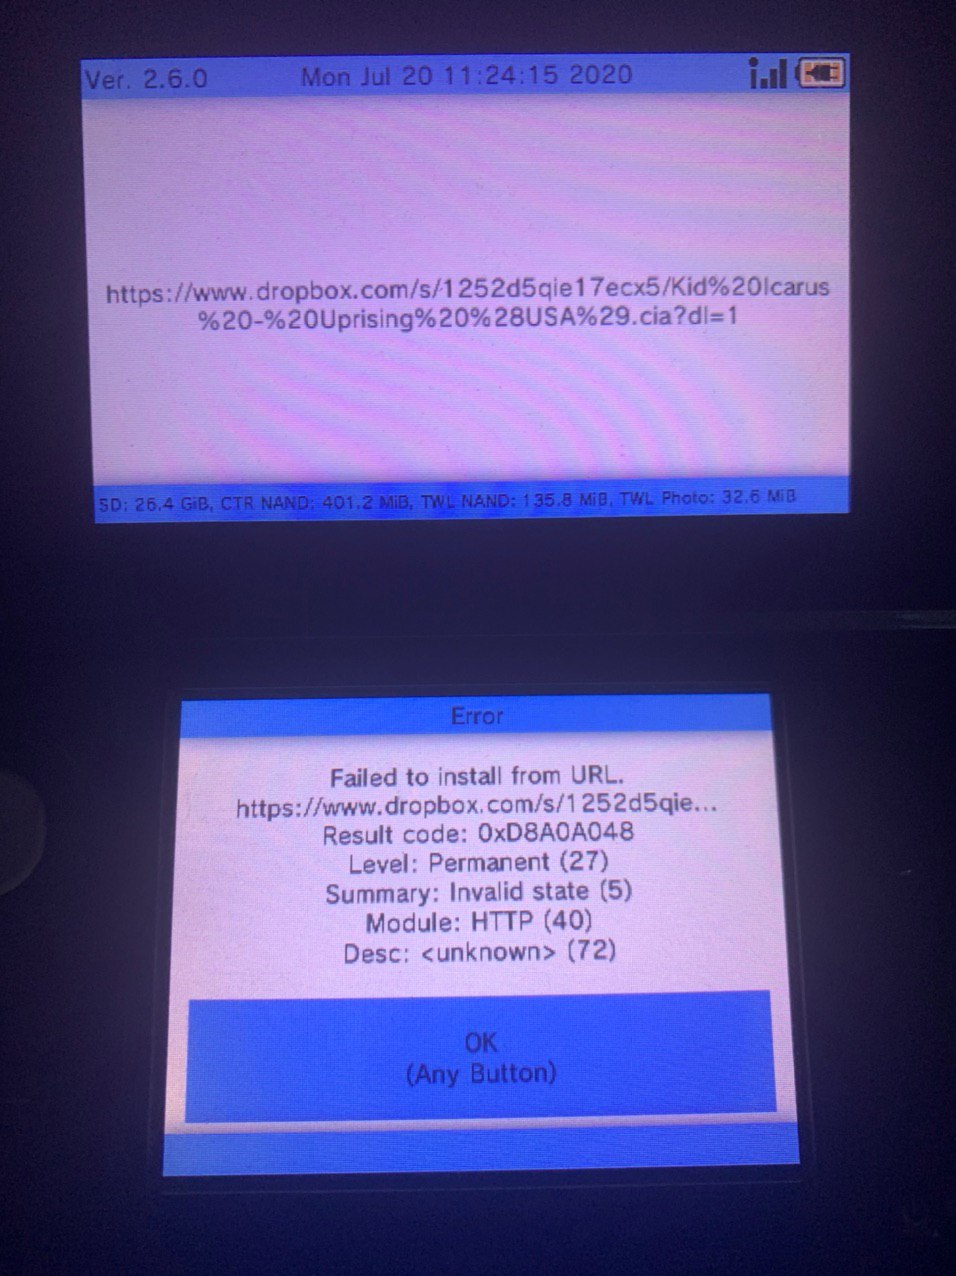 Ver. 2.6.0 Mon Jul 20 11:24:15 2020
https://www.dropbox.com/s/1252d5qie17ecx5/Kid%20Icarus
%20-%20Uprising%20%28USA%29.cia?dl=1
SD: 26.4 GiB, CTR NAND: 401.2 MiB, TWL NAND: 135.8 MiB, TWL Photo: 32.6 MiB
Error
Failed to install from URL.
https://www.dropbox.com/s/1252d5qie...
Result code: 0xD8A0A048
Level: Permanent (27)
Summary: Invalid state (5)
Module: HTTP (40)
Desc: <unknown> (72)
OK
(Any Button)